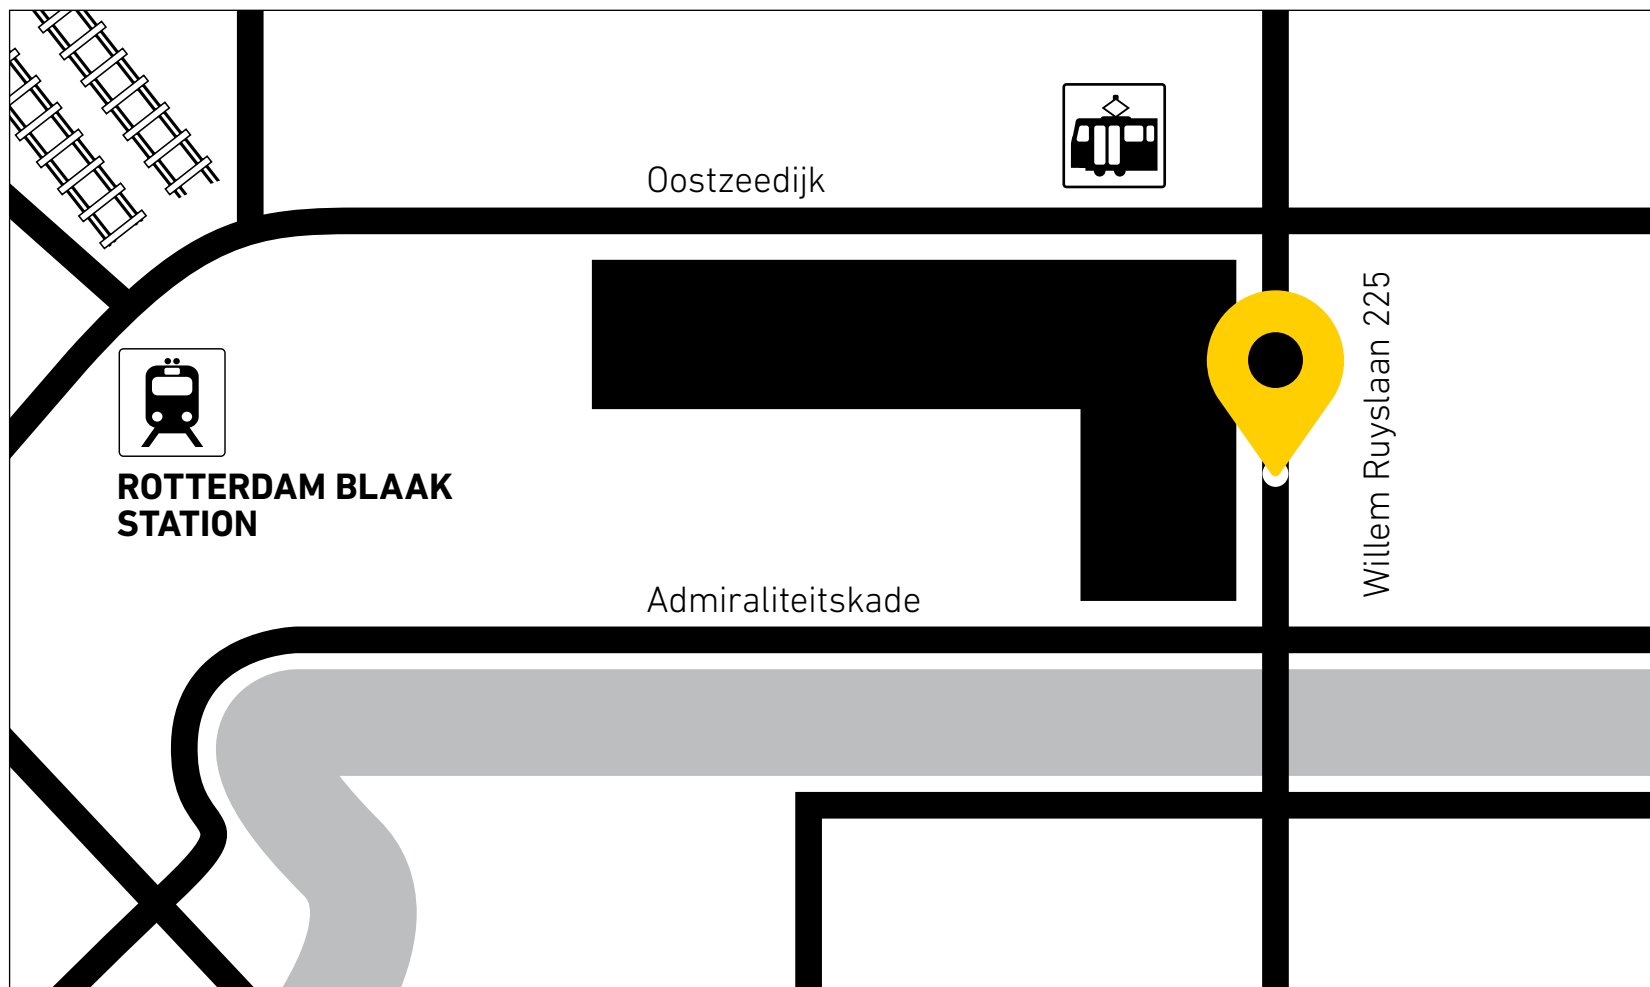 Oostzeedijk
Willem Ruyslaan 225
ROTTERDAM BLAAK
STATION
Admiraliteitskade